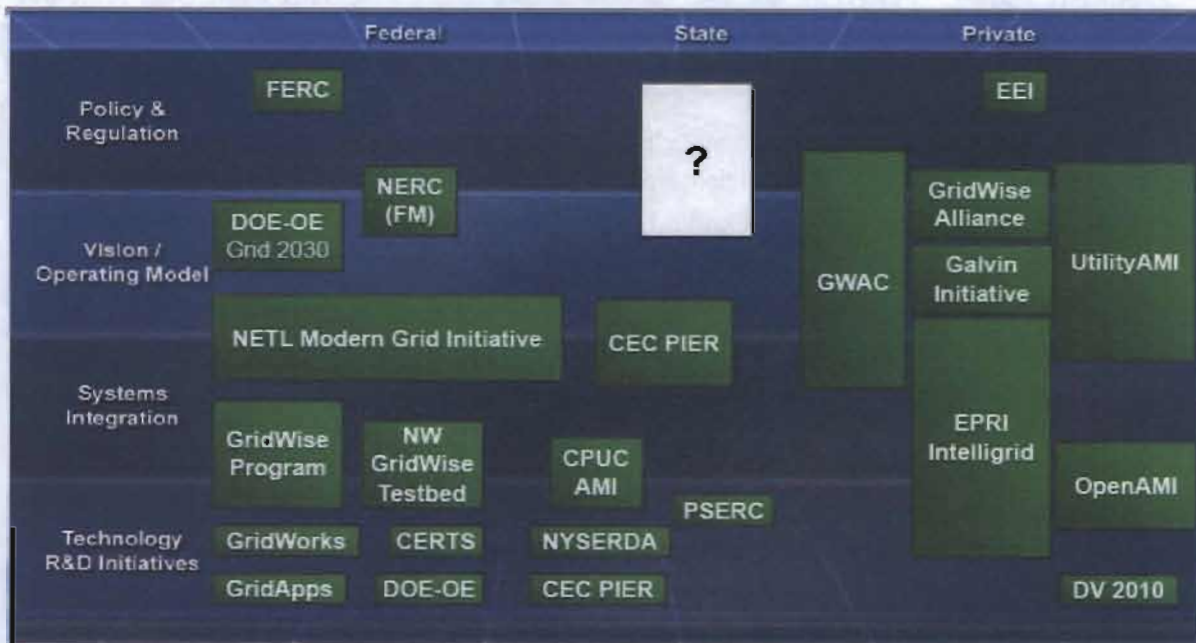 Federal State Private
Policy &
Regulation
FERC
?
EEI
Vision /
Operating Model
NERC
(FM)
DOE-OE
Grid 2030
GWAC
GridWise
Alliance
Galvin
Initiative
UtilityAMI
NETL Modern Grid Initiative
CEC PIER
Systems
Integration
GridWise
Program
NW
GridWise
Testbed
CPUC
AMI
EPRI
Intelligrid
OpenAMI
PSERC
Technology
R&D Initiatives
GridWorks
CERTS
NYSERDA
GridApps
DOE-OE
CEC PIER
DV 2010